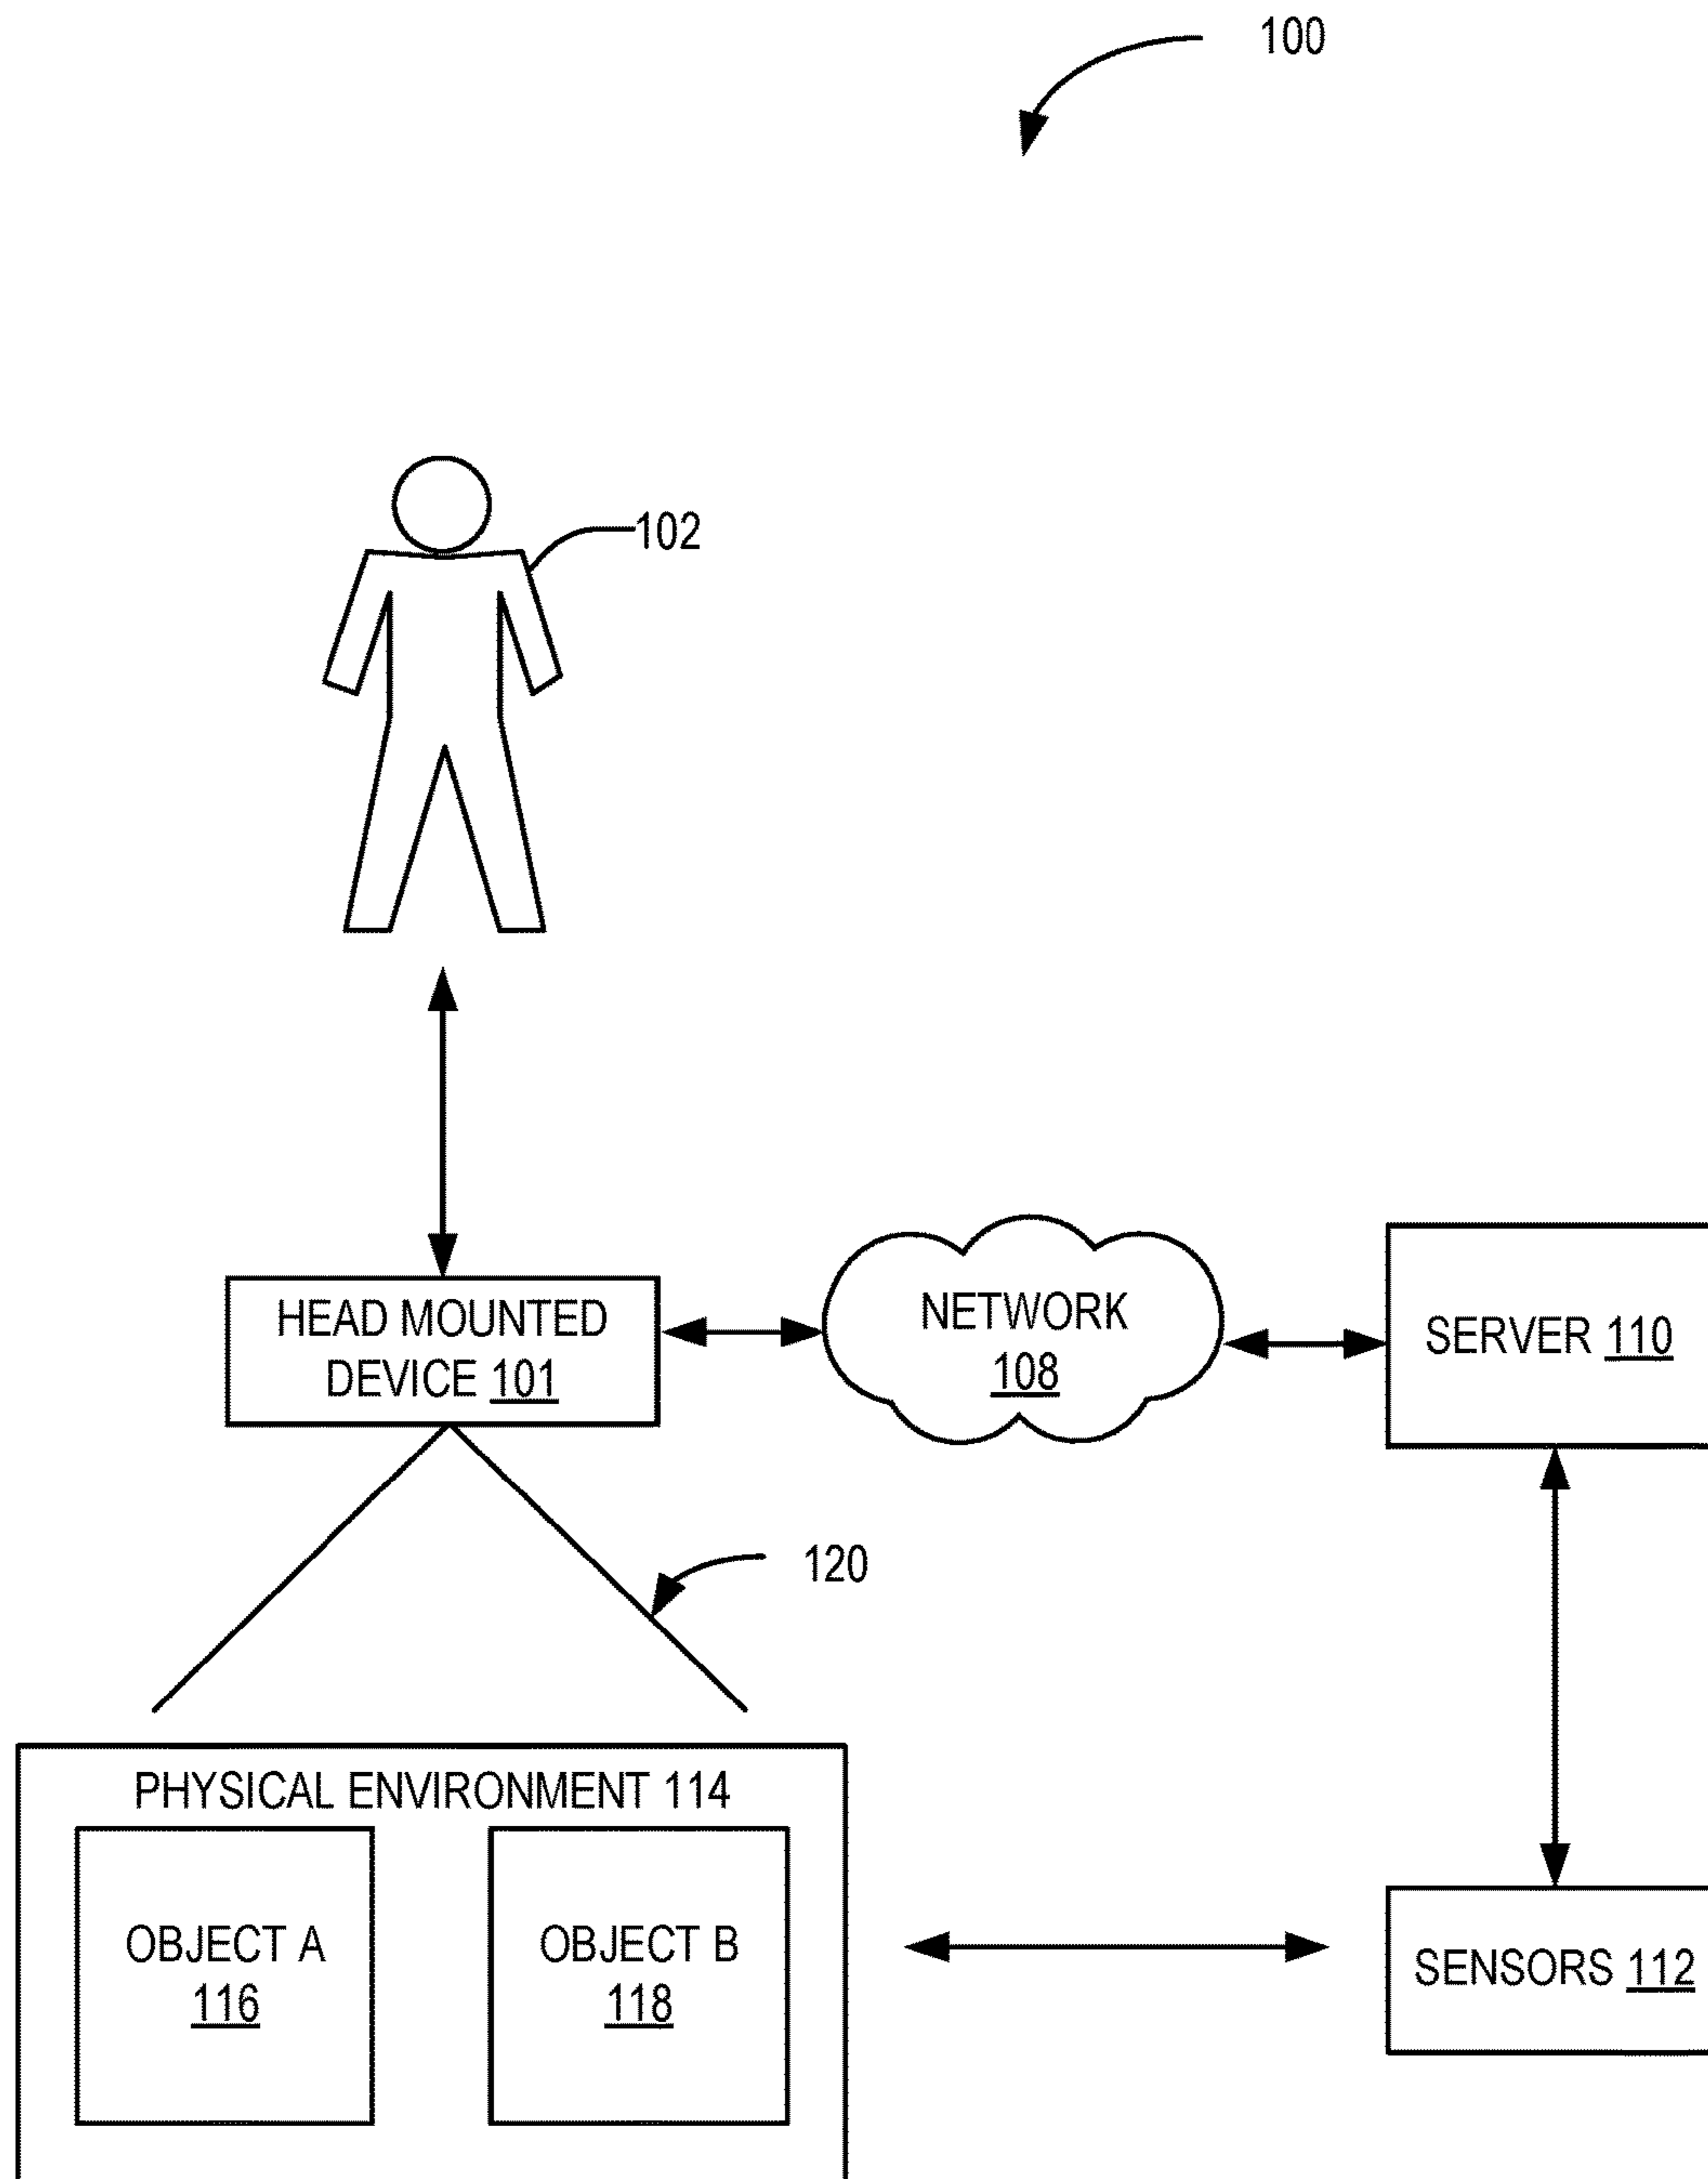 100
102
HEAD MOUNTED
DEVICE 101
NETWORK
108
SERVER 110
120
PHYSICAL ENVIRONMENT 114
OBJECT A
116
OBJECT B
118
SENSORS 112